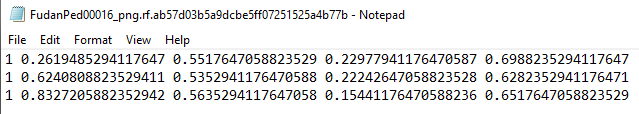 FudanPed00016_png.rf.ab57d03b5a9dcbe5ff07251525a4b77b - Notepad
File Edit Format View Help
1 0.2619485294117647 0.5517647058823529 0.22977941176470587 0.6988235294117647
1 0.6240808823529411 0.5352941176470588 0.22242647058823528 0.6282352941176471
1 0.8327205882352942 0.5635294117647058 0.15441176470588236 0.6517647058823529